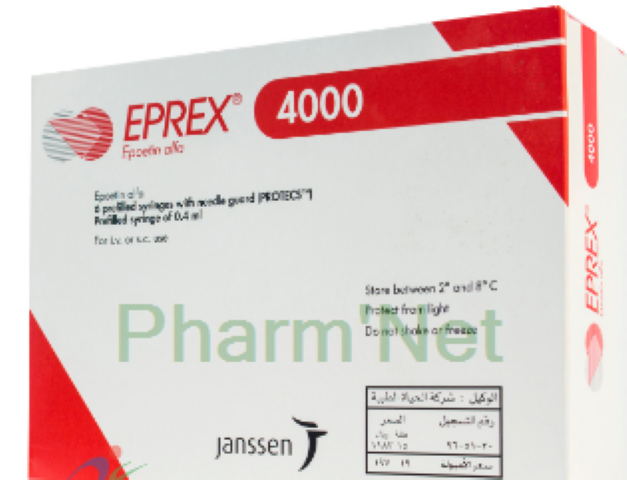 EPREX® 4000
Epoetin alfa
Epoetin alfa
6 prefilled syringes with needle guard (PROTECS™)
Prefilled syringe of 0.4 ml
For i.v. or s.c. use
Store between 2° and 8° C
Protect from light
Do not shake or freeze
Pharm'Net
الوكيل : شركة الحياة الطبية
رقم التسجيل السعر
janssen
4000
EPREX®